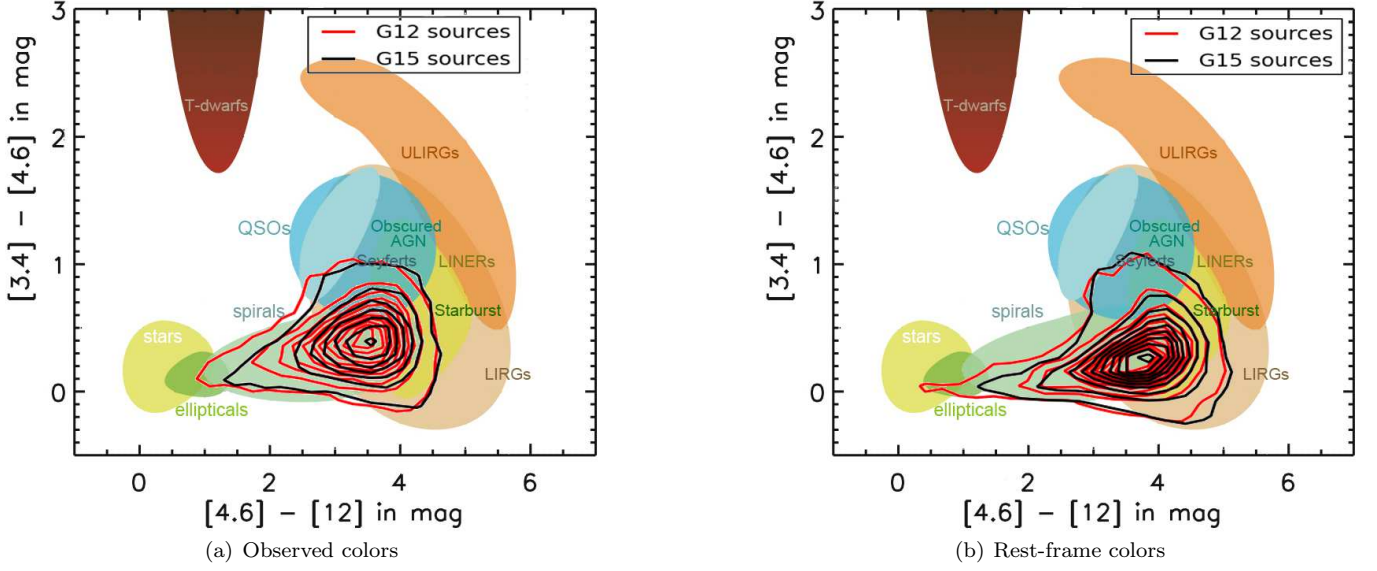 3
2
1
0
[3.4] – [4.6] in mag
G12 sources
G15 sources
T-dwarfs
ULIRGs
QSOs
Obscured
AGN
Seyferts
LINERs
spirals
Starburst
stars
LIRGs
ellipticals
0 2 4 6
[4.6] – [12] in mag
(a) Observed colors
3
2
1
0
[3.4] – [4.6] in mag
G12 sources
G15 sources
T-dwarfs
ULIRGs
QSOs
Obscured
AGN
Seyferts
LINERs
spirals
Starburst
stars
LIRGs
ellipticals
0 2 4 6
[4.6] – [12] in mag
(b) Rest-frame colors